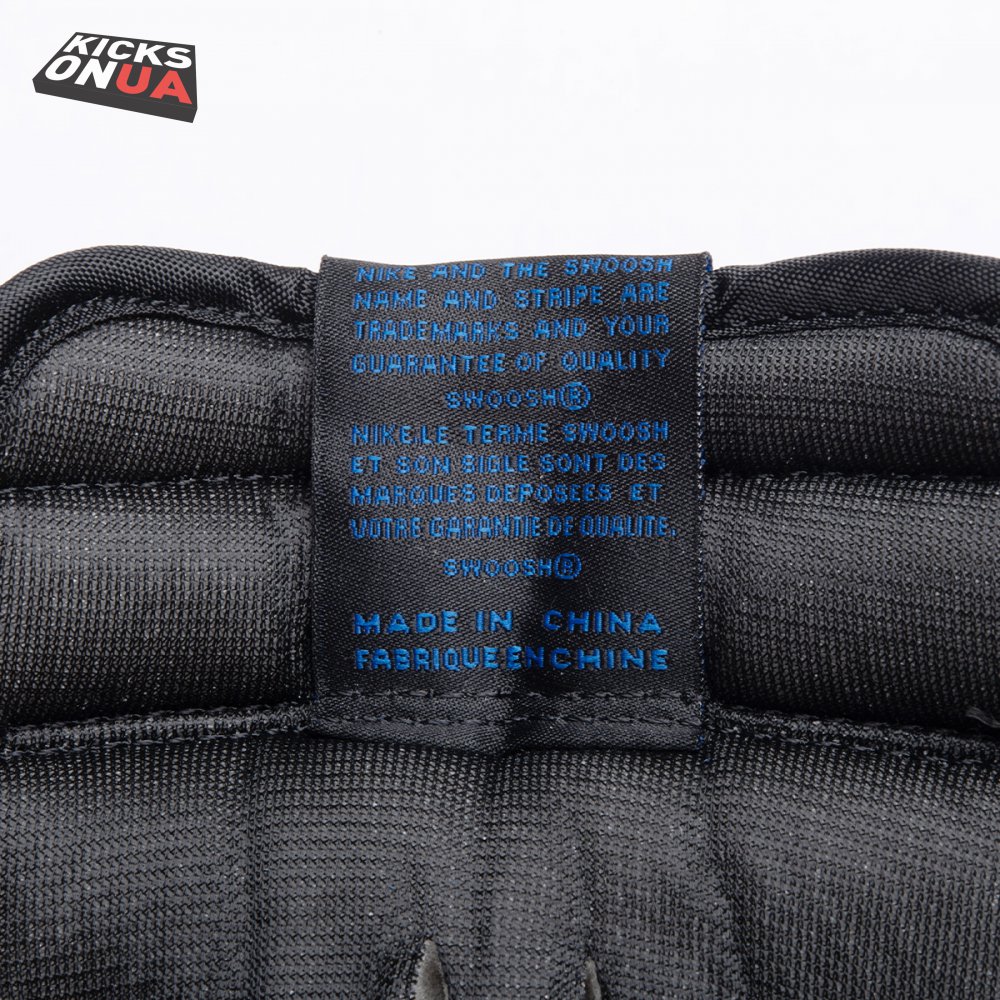 KICKS
ONUA
NIKE AND THE SWOOSH
NAME AND STRIPE ARE
TRADEMARKS AND YOUR
GUARANTEE OF QUALITY
SWOOSH®
NIKE,LE TERME SWOOSH
ET SON SIGLE SONT DES
MARQUES DEPOSEES ET
VOTRE GARANTIE DE QUALITE.
SWOOSH®
MADE IN CHINA
FABRIQUE EN CHINE